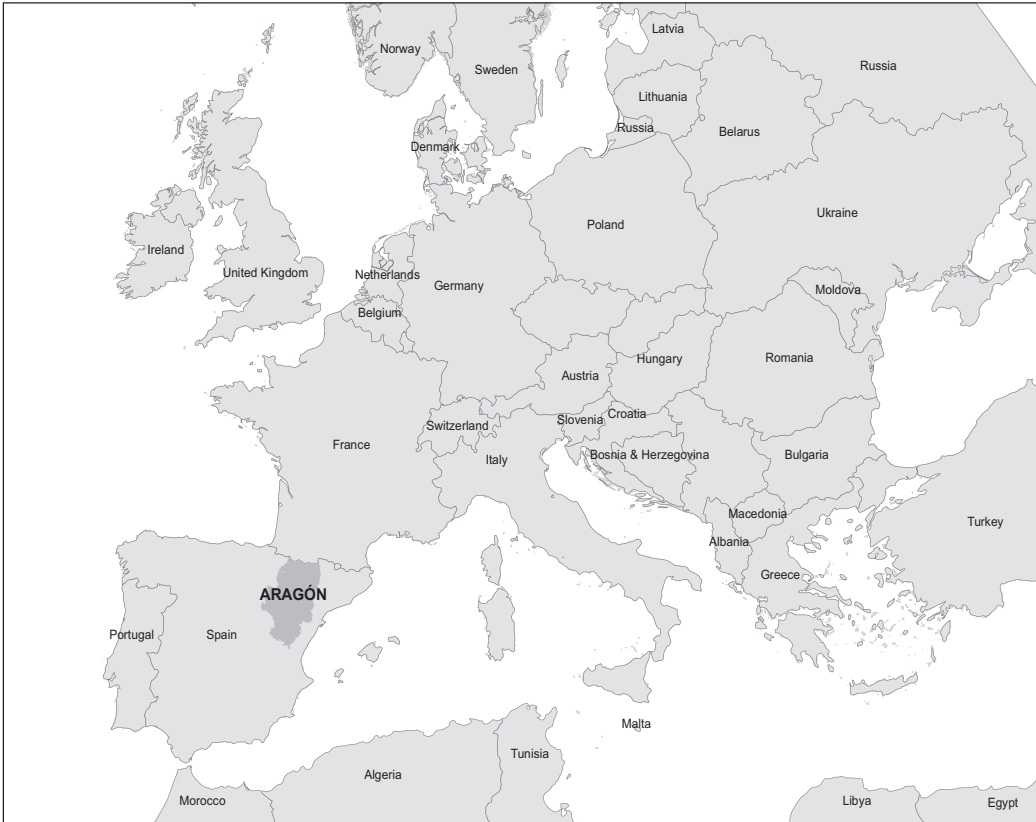 Latvia
Norway
Russia
Sweden
Lithuania
Russia
Belarus
Denmark
Ukraine
Poland
Ireland
United Kingdom
Netherlands
Germany
Moldova
Belgium
Hungary
Romania
Austria
Croatia
Slovenia
Switzerland
France
Bosnia & Herzegovina
Bulgaria
Italy
Macedonia
Turkey
Albania
Greece
ARAGÓN
Portugal
Spain
Malta
Tunisia
Algeria
Morocco
Libya
Egypt